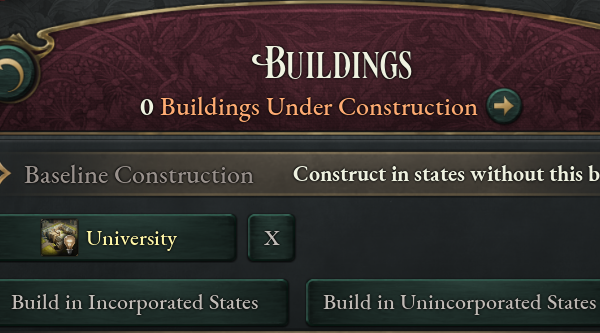 BUILDINGS
0 Buildings Under Construction
Baseline Construction Construct in states without this b
University X
Build in Incorporated States Build in Unincorporated States